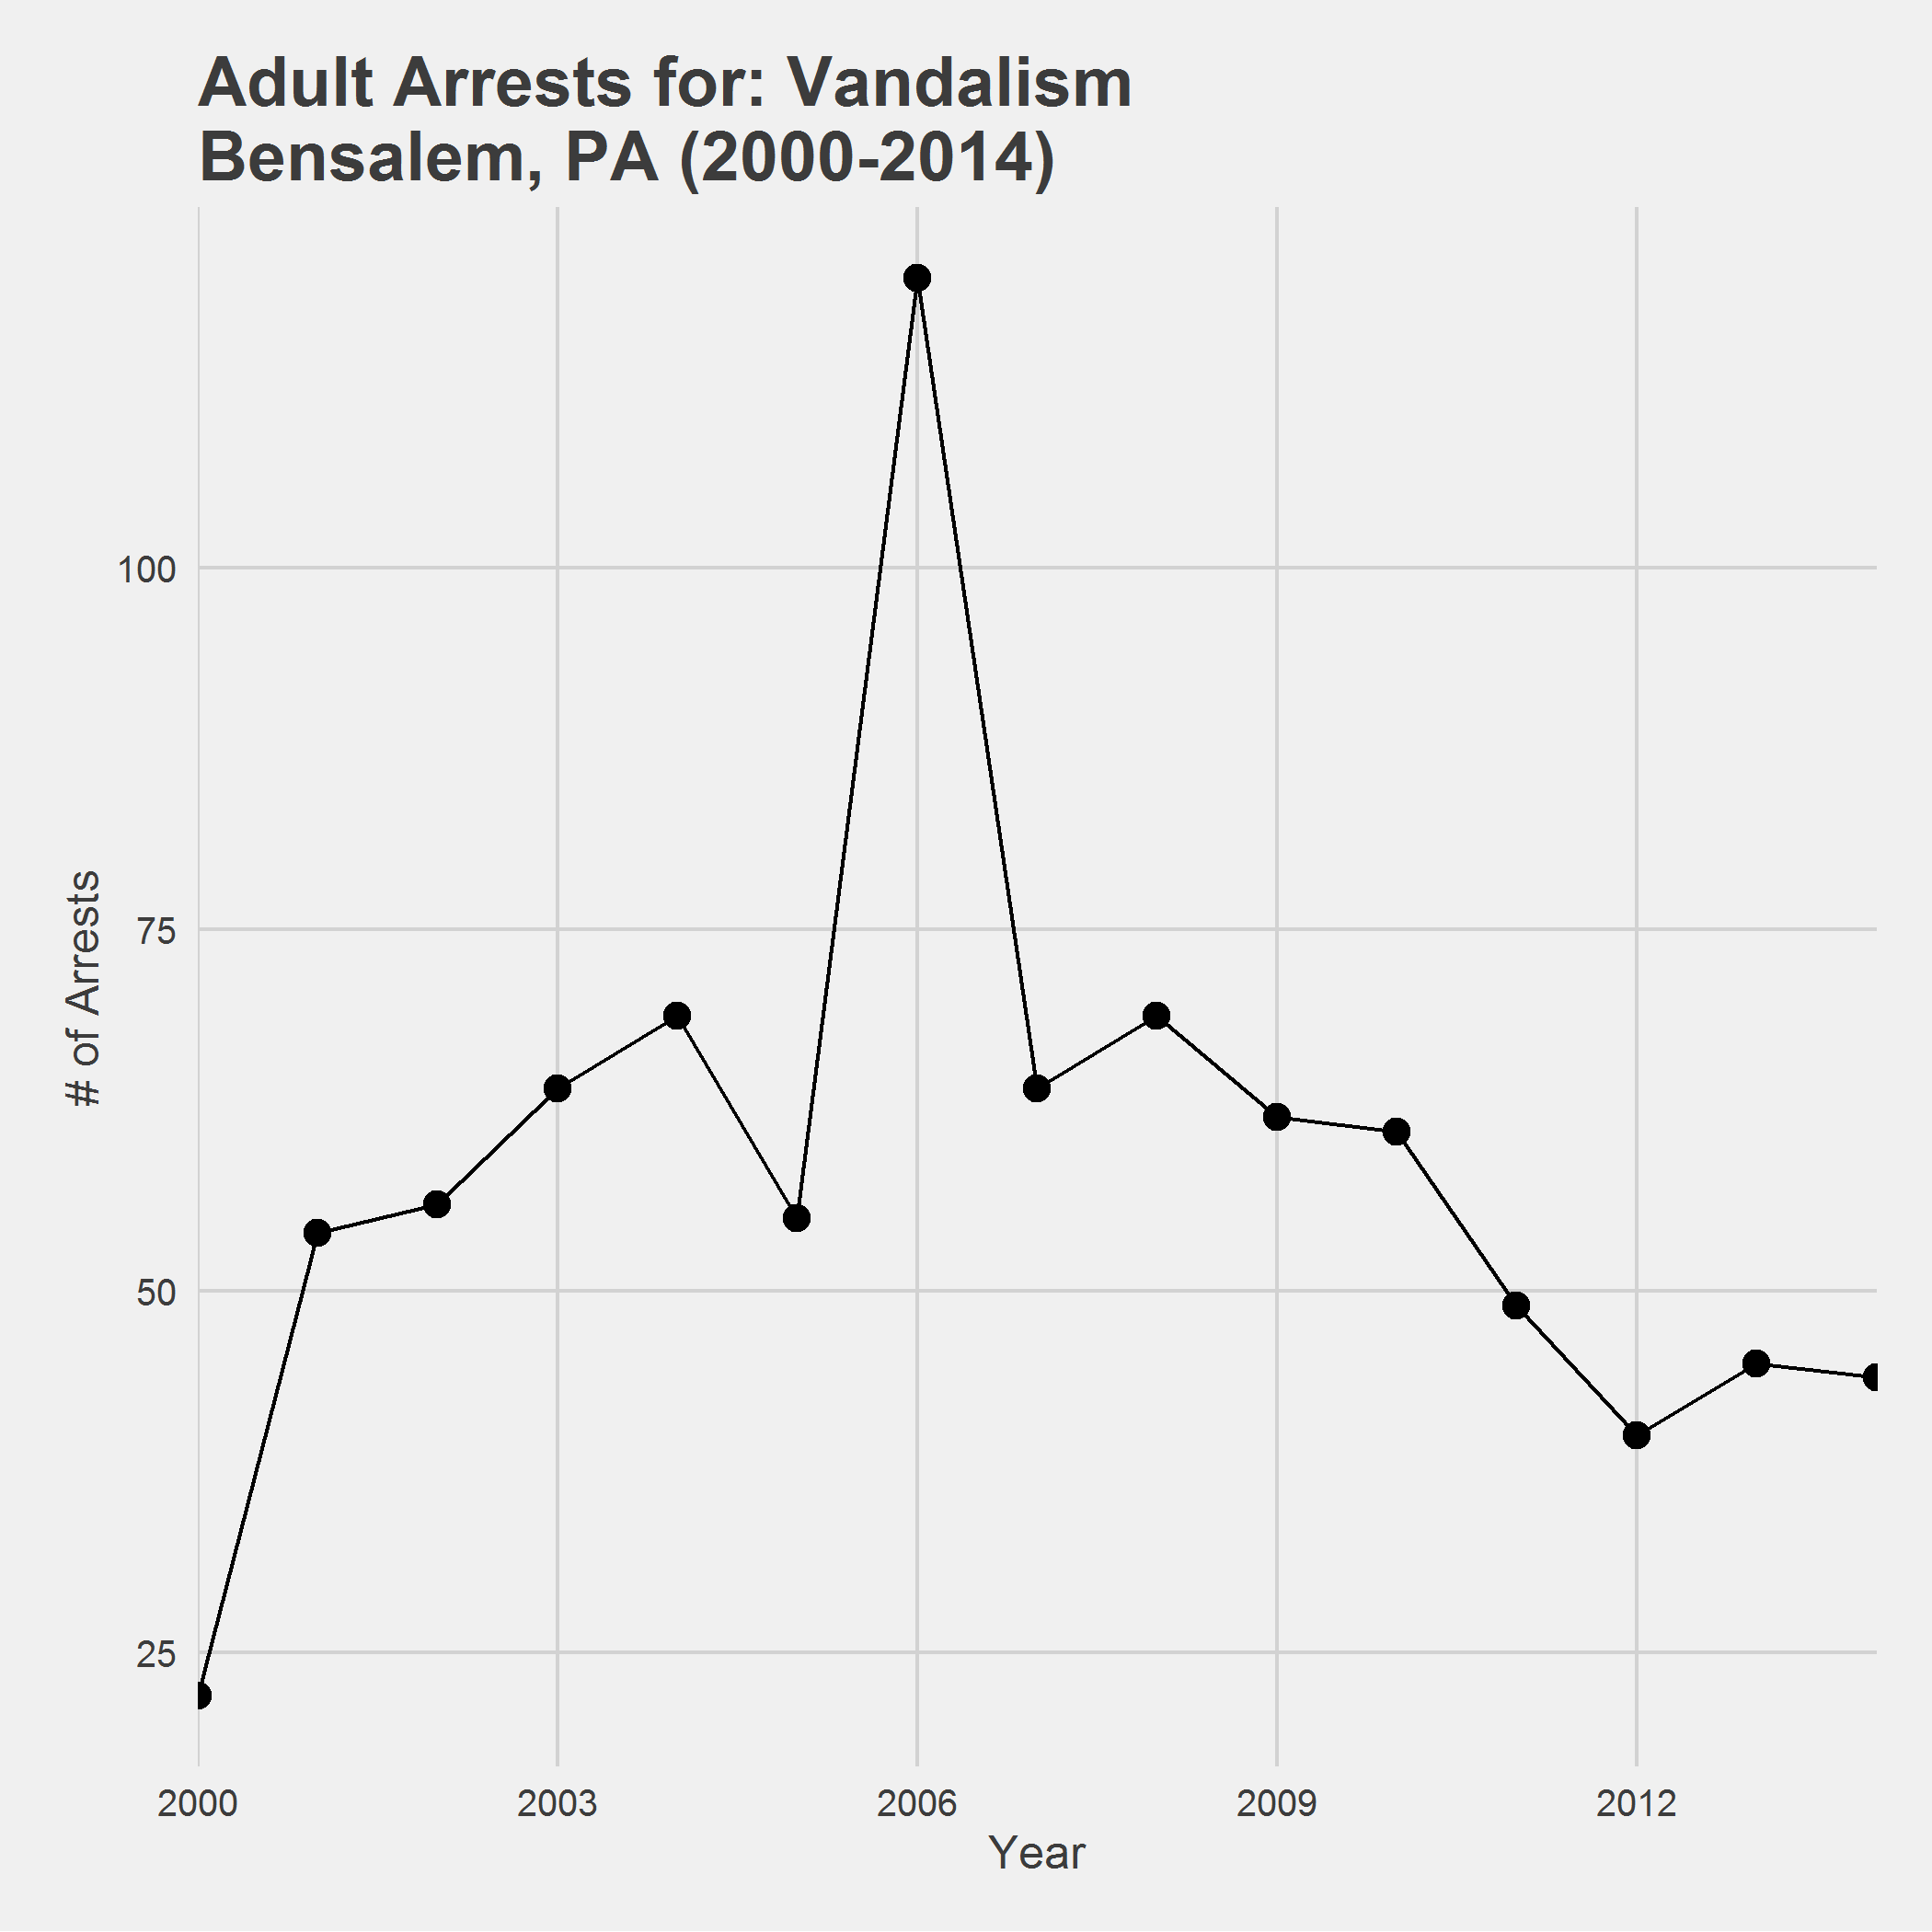 Adult Arrests for: Vandalism
Bensalem, PA (2000-2014)
# of Arrests
100
75
50
25
2000 2003 2006 2009 2012
Year